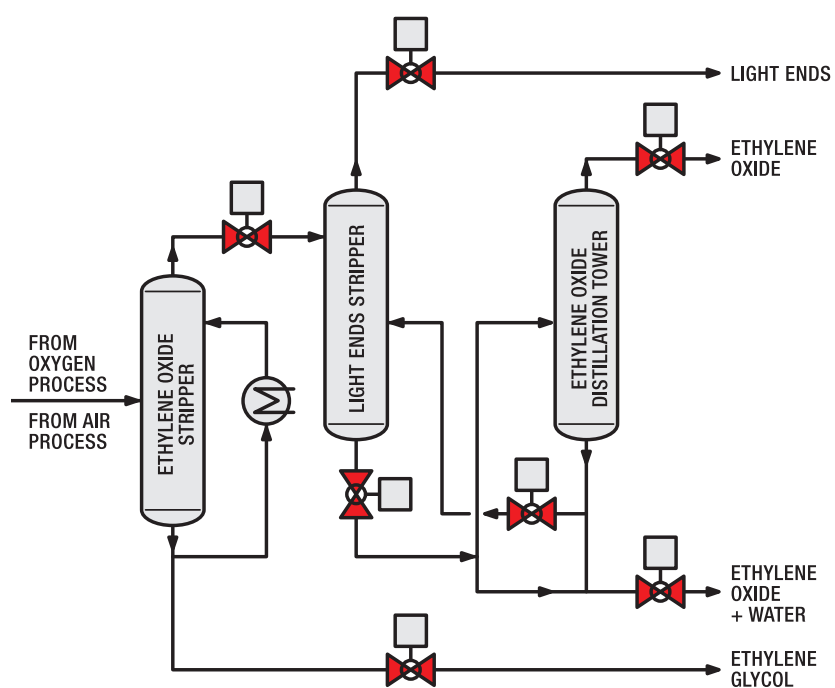 LIGHT ENDS
ETHYLENE
OXIDE
FROM
OXYGEN
PROCESS
FROM AIR
PROCESS
ETHYLENE OXIDE
STRIPPER
LIGHT ENDS STRIPPER
ETHYLENE OXIDE
DISTILLATION TOWER
ETHYLENE
OXIDE
+ WATER
ETHYLENE
GLYCOL